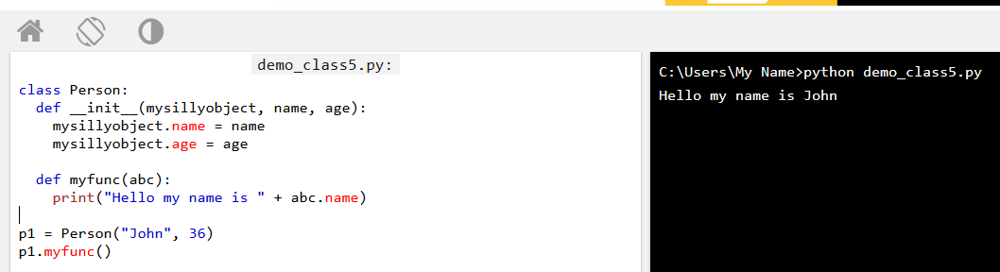 demo_class5.py:
class Person:
  def __init__(mysillyobject, name, age):
    mysillyobject.name = name
    mysillyobject.age = age

  def myfunc(abc):
    print("Hello my name is " + abc.name)

p1 = Person("John", 36)
p1.myfunc()
C:\Users\My Name>python demo_class5.py
Hello my name is John